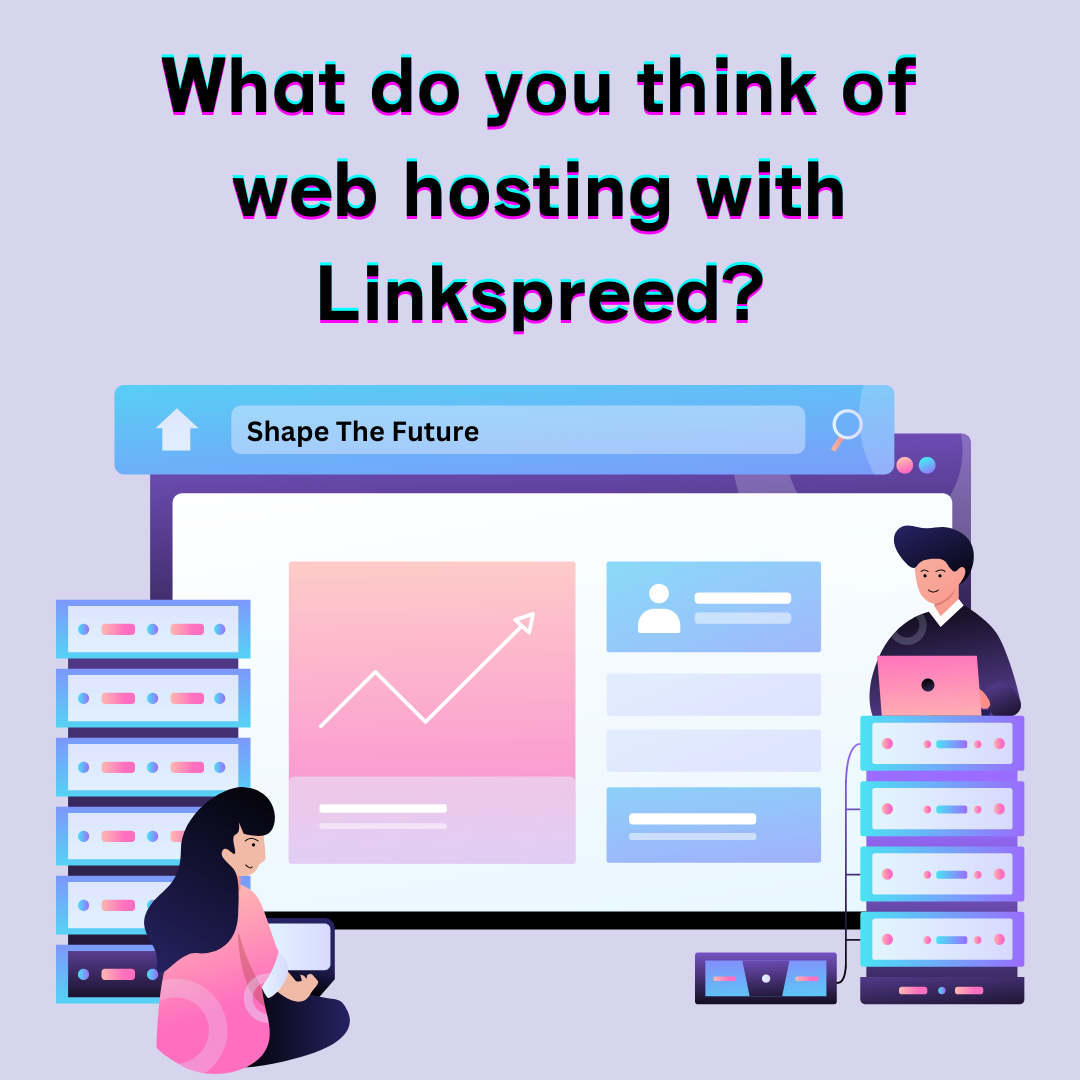 What do you think of
web hosting with
Linkspreed?
Shape The Future